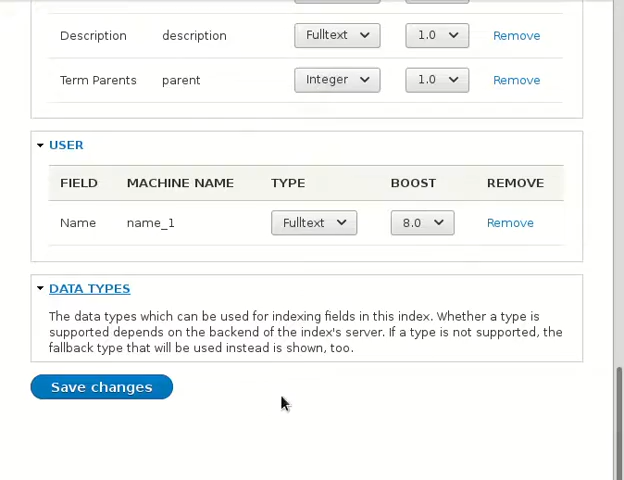 Description description Fulltext 1.0 Remove
Term Parents parent Integer 1.0 Remove
USER
FIELD MACHINE NAME TYPE BOOST REMOVE
Name name_1 Fulltext 8.0 Remove
DATA TYPES
The data types which can be used for indexing fields in this index. Whether a type is
supported depends on the backend of the index's server. If a type is not supported, the
fallback type that will be used instead is shown, too.
Save changes